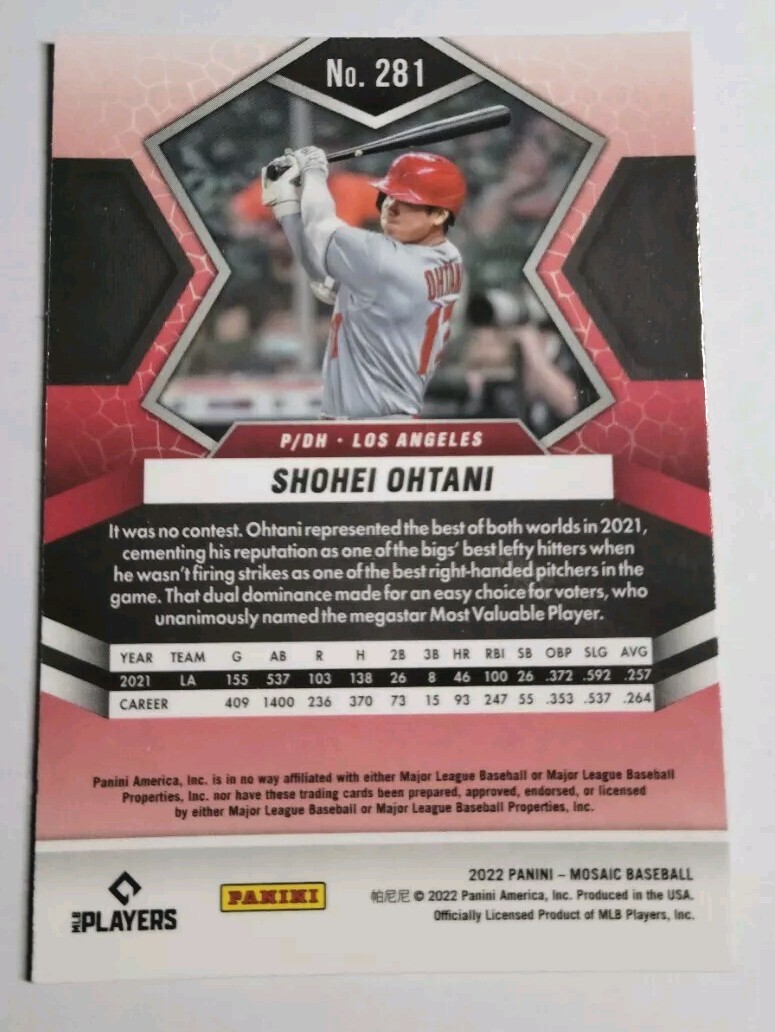 No. 281
OHTANI
17
P/DH · LOS ANGELES
SHOHEI OHTANI
It was no contest. Ohtani represented the best of both worlds in 2021,
cementing his reputation as one of the bigs' best lefty hitters when
he wasn't firing strikes as one of the best right-handed pitchers in the
game. That dual dominance made for an easy choice for voters, who
unanimously named the megastar Most Valuable Player.
YEAR TEAM G AB R H 2B 3B HR RBI SB OBP SLG AVG
2021 LA 155 537 103 138 26 8 46 100 26 .372 .592 .257
CAREER 409 1400 236 370 73 15 93 247 55 .353 .537 .264
Panini America, Inc. is in no way affiliated with either Major League Baseball or Major League Baseball
Properties, Inc. nor have these trading cards been prepared, approved, endorsed, or licensed
by either Major League Baseball or Major League Baseball Properties, Inc.
MLB PLAYERS
PANINI
2022 PANINI – MOSAIC BASEBALL
帕尼尼 © 2022 Panini America, Inc. Produced in the USA.
Officially Licensed Product of MLB Players, Inc.